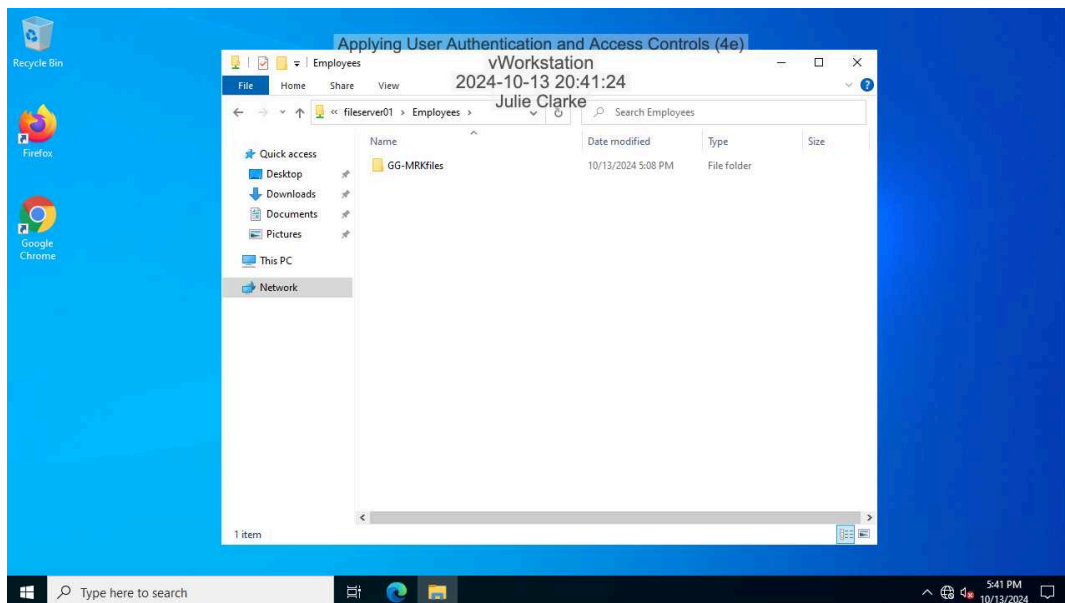 Recycle Bin
Firefox
Google
Chrome
Applying User Authentication and Access Controls (4e)
vWorkstation
2024-10-13 20:41:24
Julie Clarke
Employees
File Home Share View
« fileserver01 › Employees ›
Search Employees
Name Date modified Type Size
GG-MRKfiles 10/13/2024 5:08 PM File folder
Quick access
Desktop
Downloads
Documents
Pictures
This PC
Network
1 item
Type here to search
5:41 PM
10/13/2024